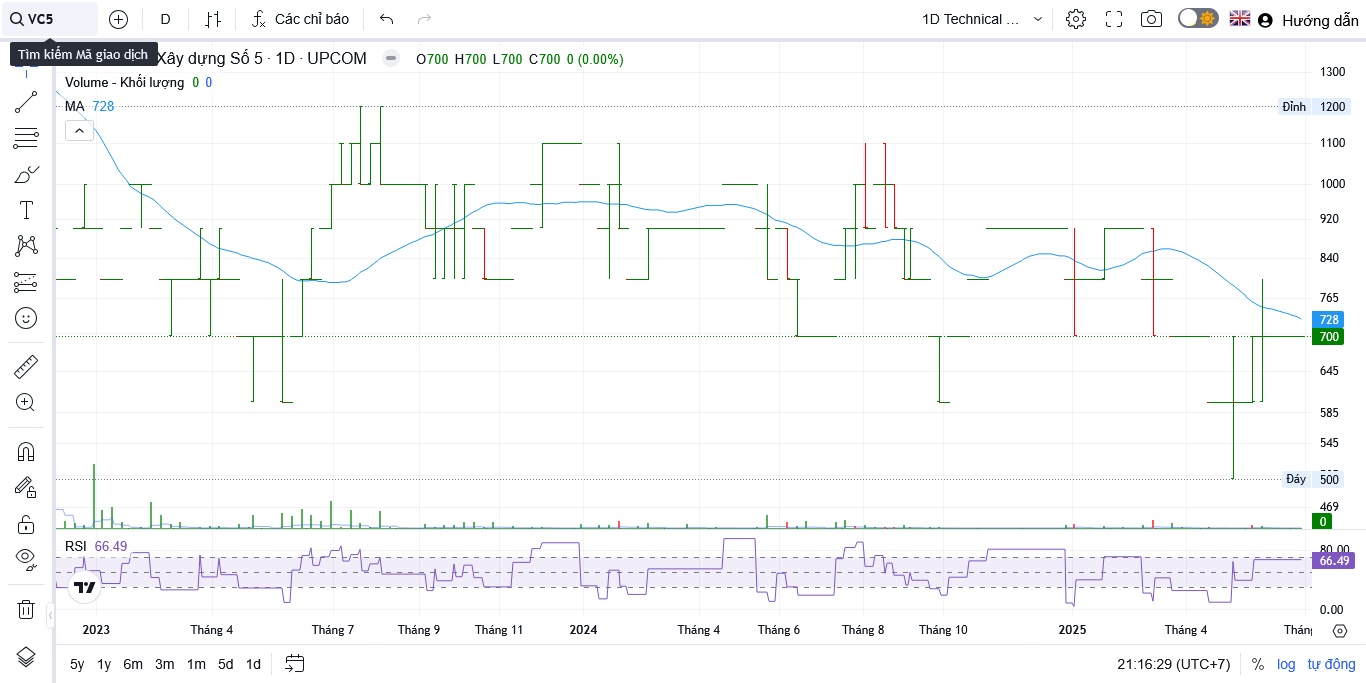 VC5
D
Các chỉ báo
1D Technical ...
Hướng dẫn
Tìm kiếm Mã giao dịch
Xây dựng Số 5 · 1D · UPCOM
O700 H700 L700 C700 0 (0.00%)
Volume - Khối lượng 0 0
MA 728
1300
Đỉnh 1200
1100
1000
920
840
765
728
700
645
585
545
Đáy 500
469
0
RSI 66.49
80.00
66.49
0.00
2023 Tháng 4 Tháng 7 Tháng 9 Tháng 11 2024 Tháng 4 Tháng 6 Tháng 8 Tháng 10 2025 Tháng 4
5y 1y 6m 3m 1m 5d 1d
21:16:29 (UTC+7) % log tự động